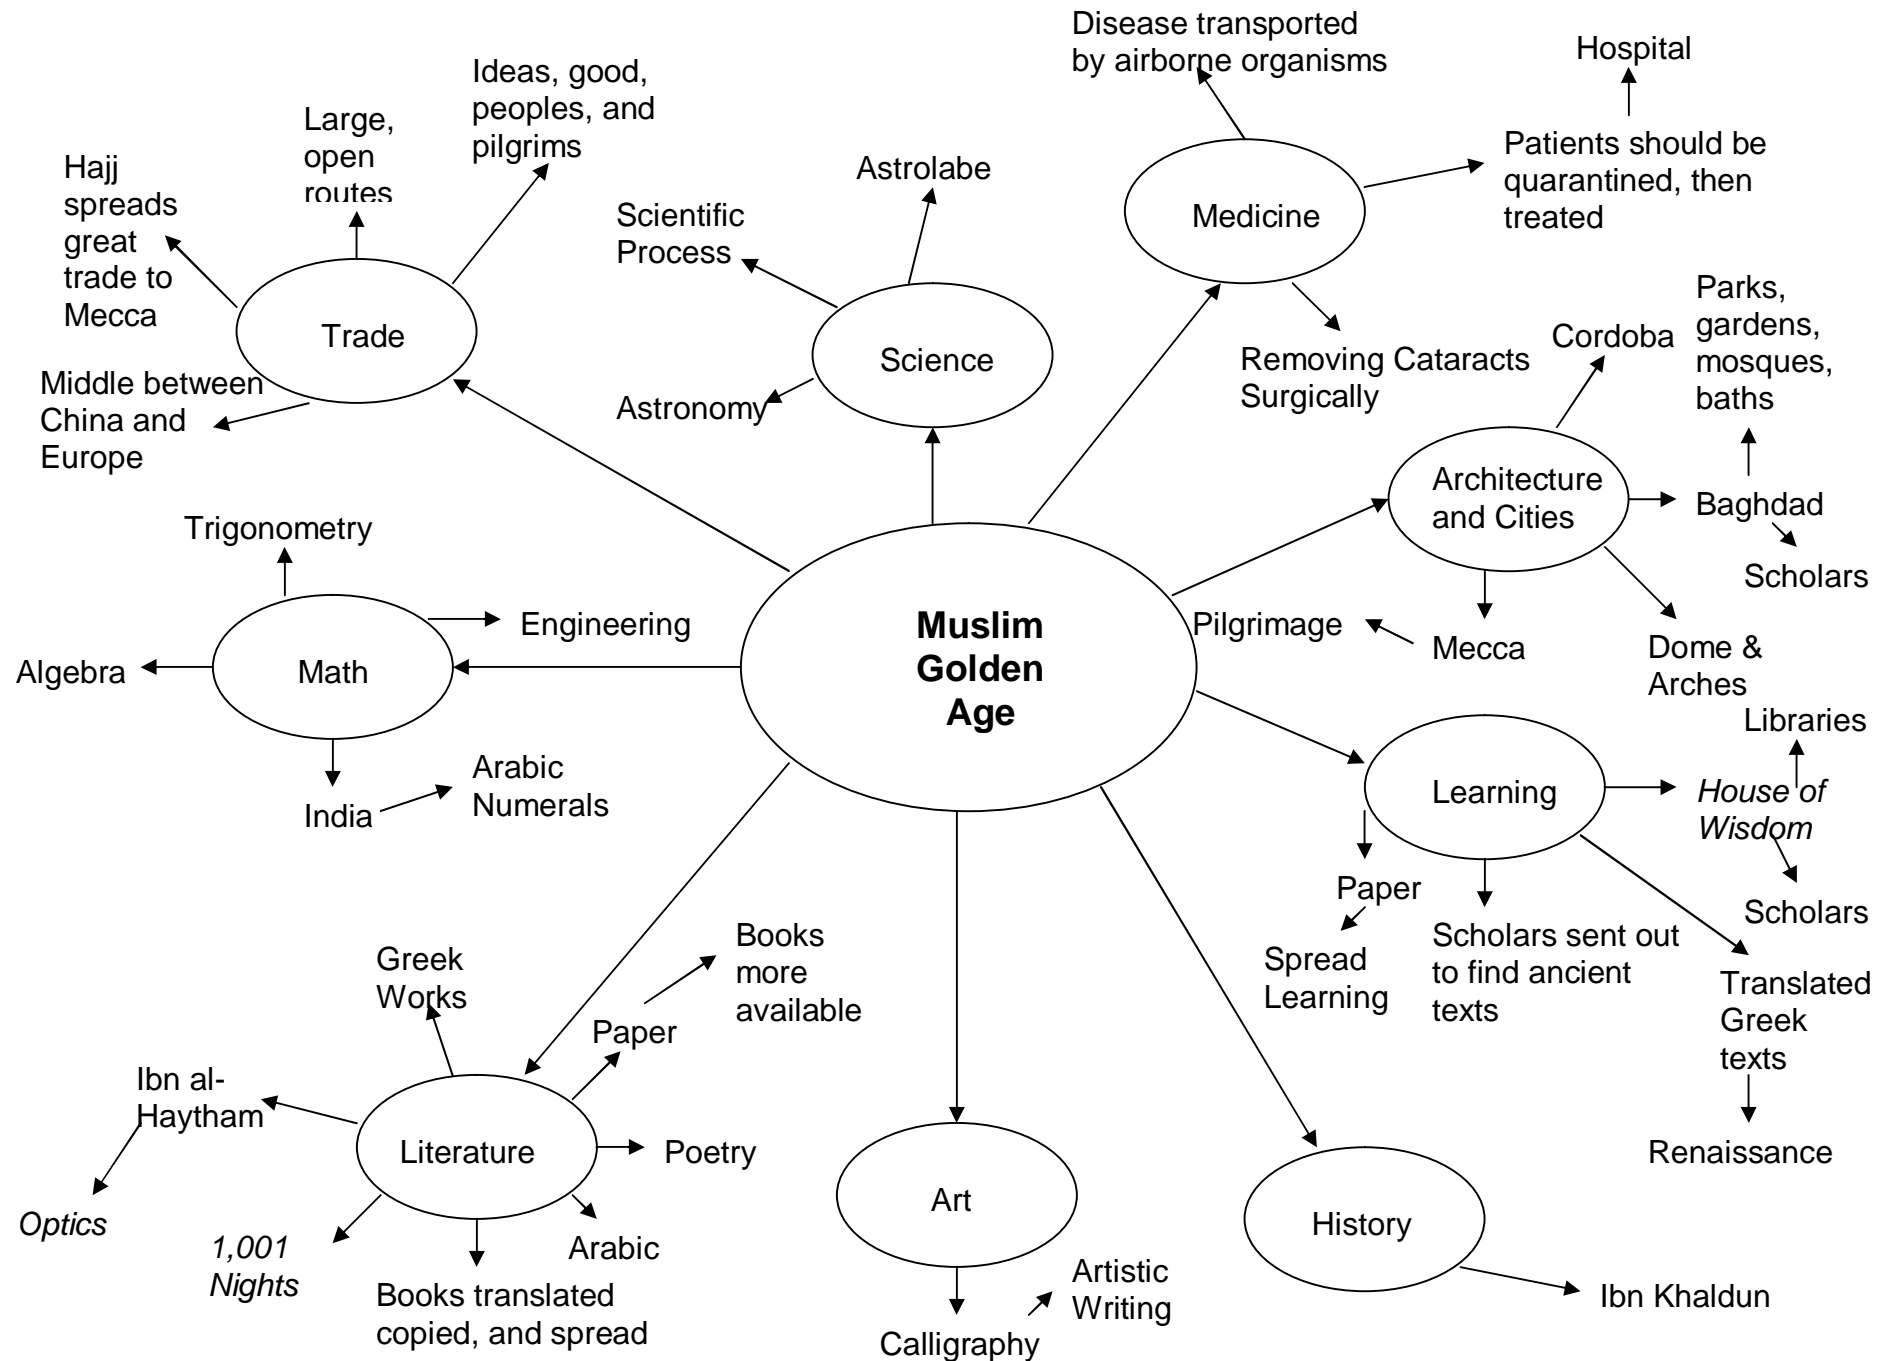 Disease transported
by airborne organisms
Hospital
Patients should be
quarantined, then
treated
Medicine
Removing Cataracts
Surgically
Ideas, good,
peoples, and
pilgrims
Large,
open
routes
Hajj
spreads
great
trade to
Mecca
Trade
Middle between
China and
Europe
Astrolabe
Scientific
Process
Science
Astronomy
Cordoba
Parks,
gardens,
mosques,
baths
Architecture
and Cities
Baghdad
Scholars
Pilgrimage
Mecca
Dome &
Arches
Trigonometry
Engineering
Algebra
Math
India
Arabic
Numerals
Muslim
Golden
Age
Libraries
Learning
House of
Wisdom
Scholars
Paper
Spread
Learning
Scholars sent out
to find ancient
texts
Translated
Greek
texts
Renaissance
Greek
Works
Books
more
available
Paper
Ibn al-
Haytham
Literature
Poetry
Optics
1,001
Nights
Arabic
Books translated
copied, and spread
Art
Calligraphy
Artistic
Writing
History
Ibn Khaldun